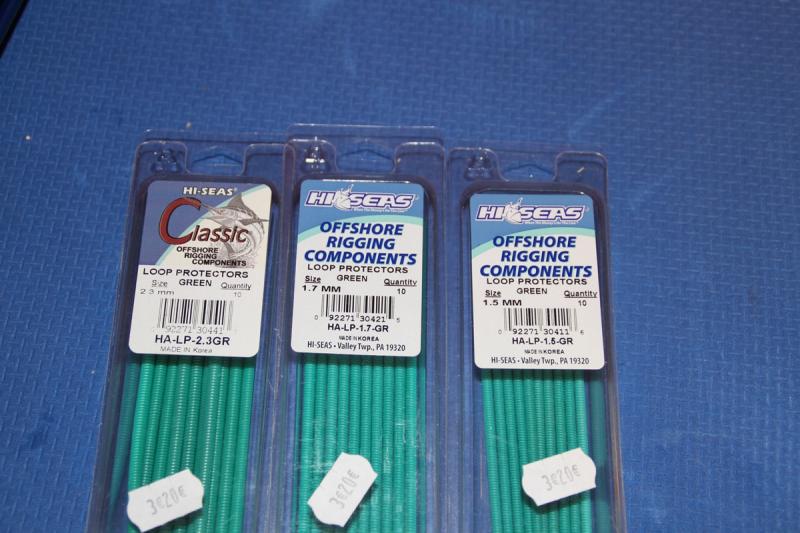 HI-SEAS®
Classic
OFFSHORE
RIGGING
COMPONENTS
LOOP PROTECTORS
GREEN
Size Quantity
2.3 mm 10
92271 30441
HA-LP-2.3GR
MADE IN Korea
3€20€
HI-SEAS
OFFSHORE
RIGGING
COMPONENTS
LOOP PROTECTORS
Size GREEN Quantity
1.7 MM 10
0 92271 30421 5
HA-LP-1.7-GR
MADE IN KOREA
HI-SEAS • Valley Twp., PA 19320
3€20€
HI-SEAS
OFFSHORE
RIGGING
COMPONENTS
LOOP PROTECTORS
Size GREEN Quantity
1.5 MM 10
0 92271 30411 6
HA-LP-1.5-GR
MADE IN KOREA
HI-SEAS • Valley Twp., PA 19320
3€20€